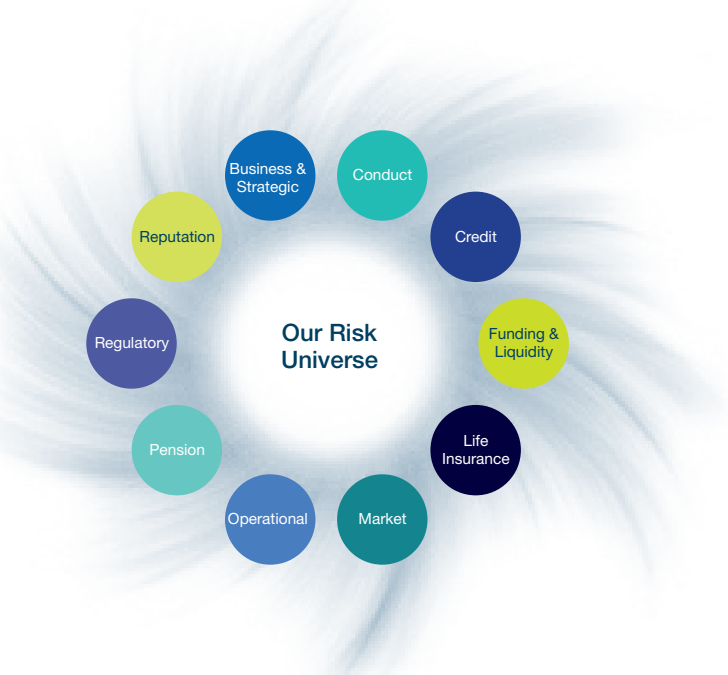 Business &
Strategic
Conduct
Reputation
Credit
Our Risk
Universe
Regulatory
Funding &
Liquidity
Pension
Life
Insurance
Operational
Market